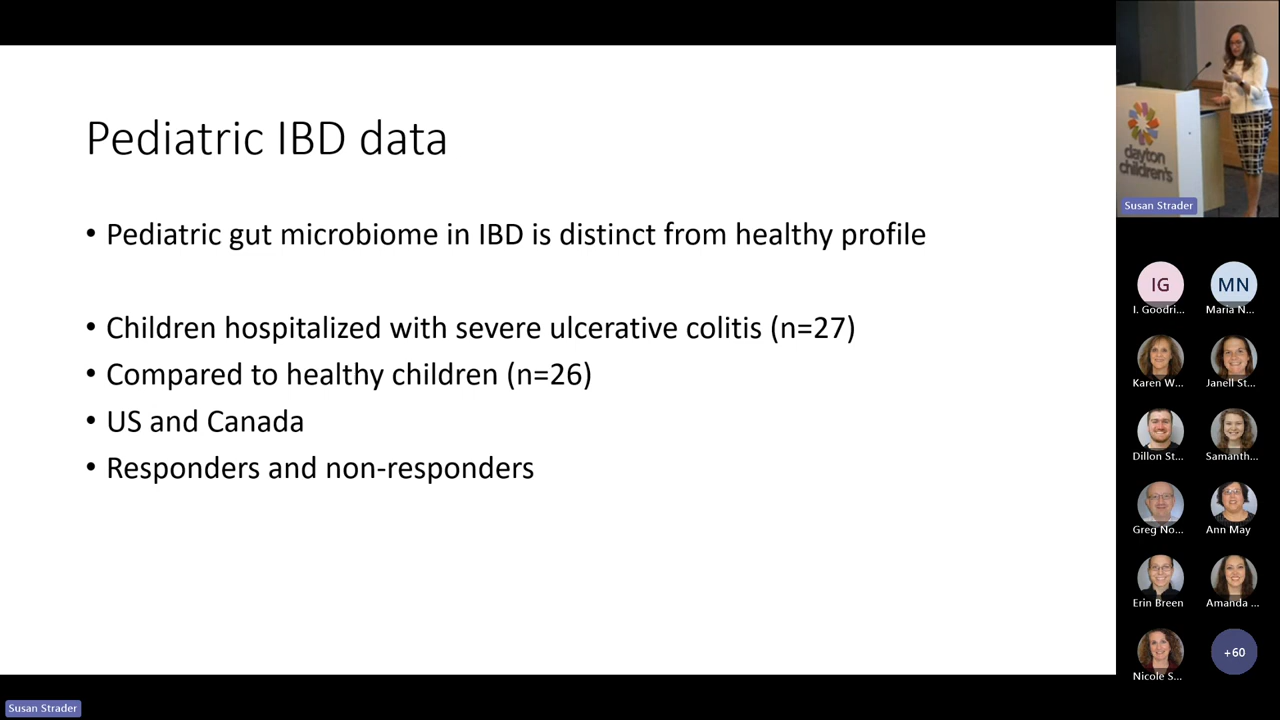 Pediatric IBD data
• Pediatric gut microbiome in IBD is distinct from healthy profile
• Children hospitalized with severe ulcerative colitis (n=27)
• Compared to healthy children (n=26)
• US and Canada
• Responders and non-responders
dayton
children's
Susan Strader
IG
I. Goodri...
MN
Maria N...
Karen W...
Janell St...
Dillon St...
Samanth...
Greg No...
Ann May
Erin Breen
Amanda ...
Nicole S...
+60
Susan Strader